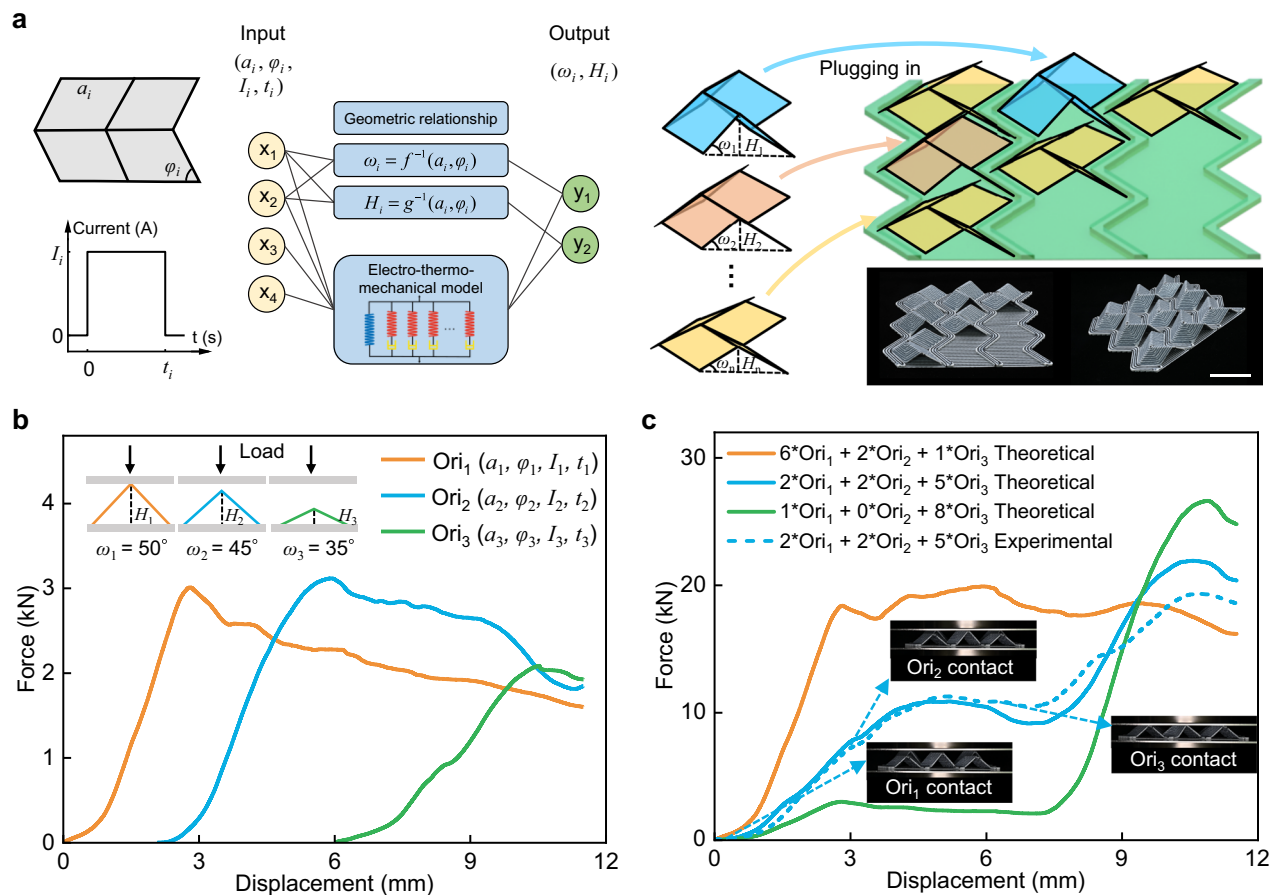 a
Input
(aᵢ, φᵢ,
Iᵢ, tᵢ)
Output
(ωᵢ, Hᵢ)
aᵢ
φᵢ
Current (A)
Iᵢ
0
t (s)
0
tᵢ
x₁
x₂
x₃
x₄
Geometric relationship
ωᵢ = f⁻¹(aᵢ,φᵢ)
Hᵢ = g⁻¹(aᵢ,φᵢ)
Electro-thermo-
mechanical model
...
y₁
y₂
Plugging in
ω₁ H₁
ω₂ H₂
⋮
ωₙ Hₙ
b
Load
H₁ H₂ H₃
ω₁ = 50° ω₂ = 45° ω₃ = 35°
Ori₁ (a₁, φ₁, I₁, t₁)
Ori₂ (a₂, φ₂, I₂, t₂)
Ori₃ (a₃, φ₃, I₃, t₃)
Force (kN)
4
3
2
1
0
0 3 6 9 12
Displacement (mm)
c
6*Ori₁ + 2*Ori₂ + 1*Ori₃ Theoretical
2*Ori₁ + 2*Ori₂ + 5*Ori₃ Theoretical
1*Ori₁ + 0*Ori₂ + 8*Ori₃ Theoretical
2*Ori₁ + 2*Ori₂ + 5*Ori₃ Experimental
Ori₂ contact
Ori₁ contact
Ori₃ contact
Force (kN)
30
20
10
0
0 3 6 9 12
Displacement (mm)